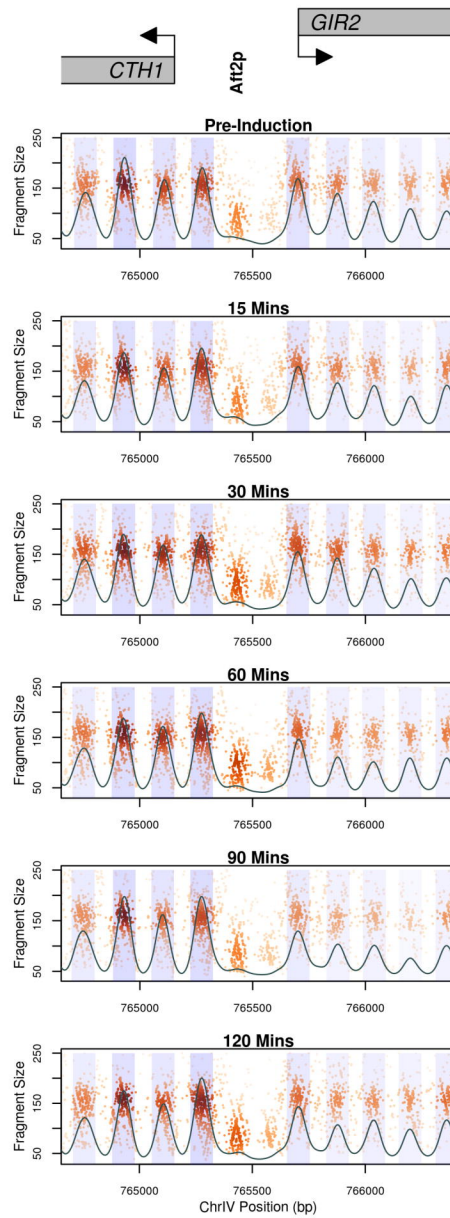 GIR2
CTH1
Aft2p
Pre-Induction
Fragment Size
250
150
50
765000 765500 766000
15 Mins
Fragment Size
250
150
50
765000 765500 766000
30 Mins
Fragment Size
250
150
50
765000 765500 766000
60 Mins
Fragment Size
250
150
50
765000 765500 766000
90 Mins
Fragment Size
250
150
50
765000 765500 766000
120 Mins
Fragment Size
250
150
50
765000 765500 766000
ChrIV Position (bp)